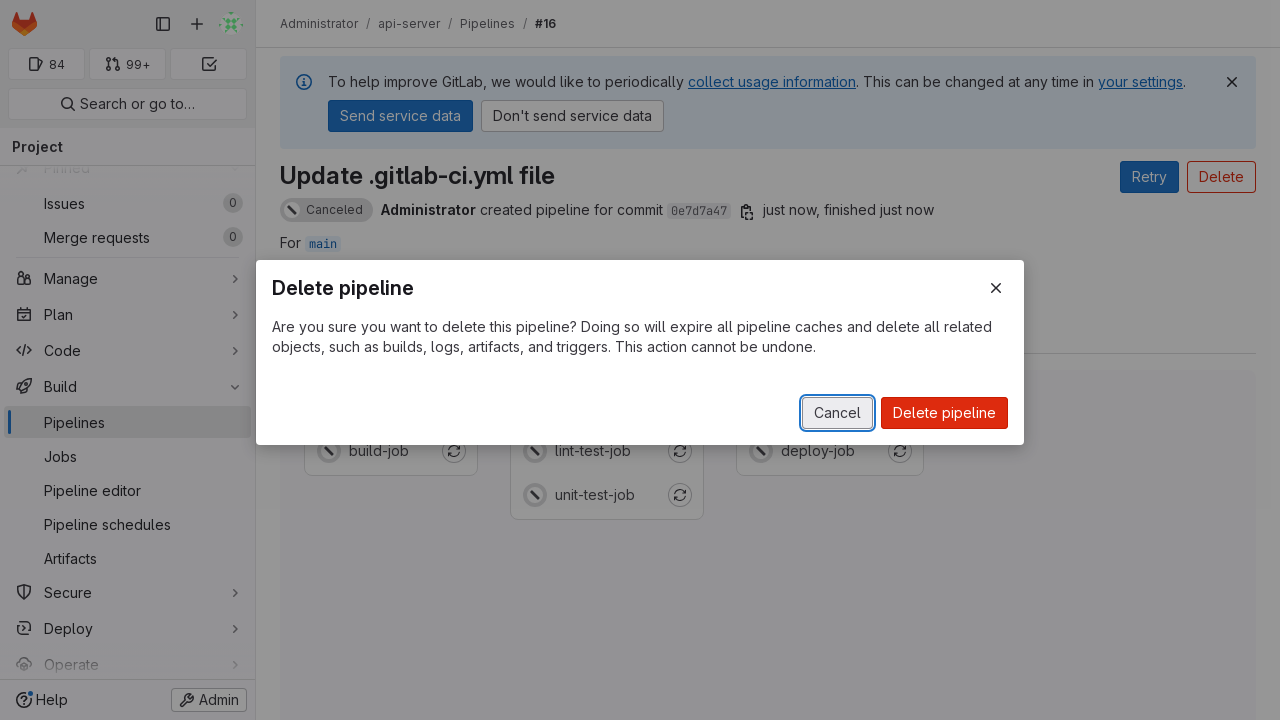 Administrator / api-server / Pipelines / #16
84
99+
Search or go to…
Project
Pinned
Issues 0
Merge requests 0
Manage
Plan
Code
Build
Pipelines
Jobs
Pipeline editor
Pipeline schedules
Artifacts
Secure
Deploy
Operate
Help
Admin
To help improve GitLab, we would like to periodically collect usage information. This can be changed at any time in your settings.
Send service data
Don't send service data
Update .gitlab-ci.yml file
Retry
Delete
Canceled Administrator created pipeline for commit 0e7d7a47 just now, finished just now
For main
Delete pipeline
Are you sure you want to delete this pipeline? Doing so will expire all pipeline caches and delete all related
objects, such as builds, logs, artifacts, and triggers. This action cannot be undone.
Cancel
Delete pipeline
build-job
lint-test-job
deploy-job
unit-test-job